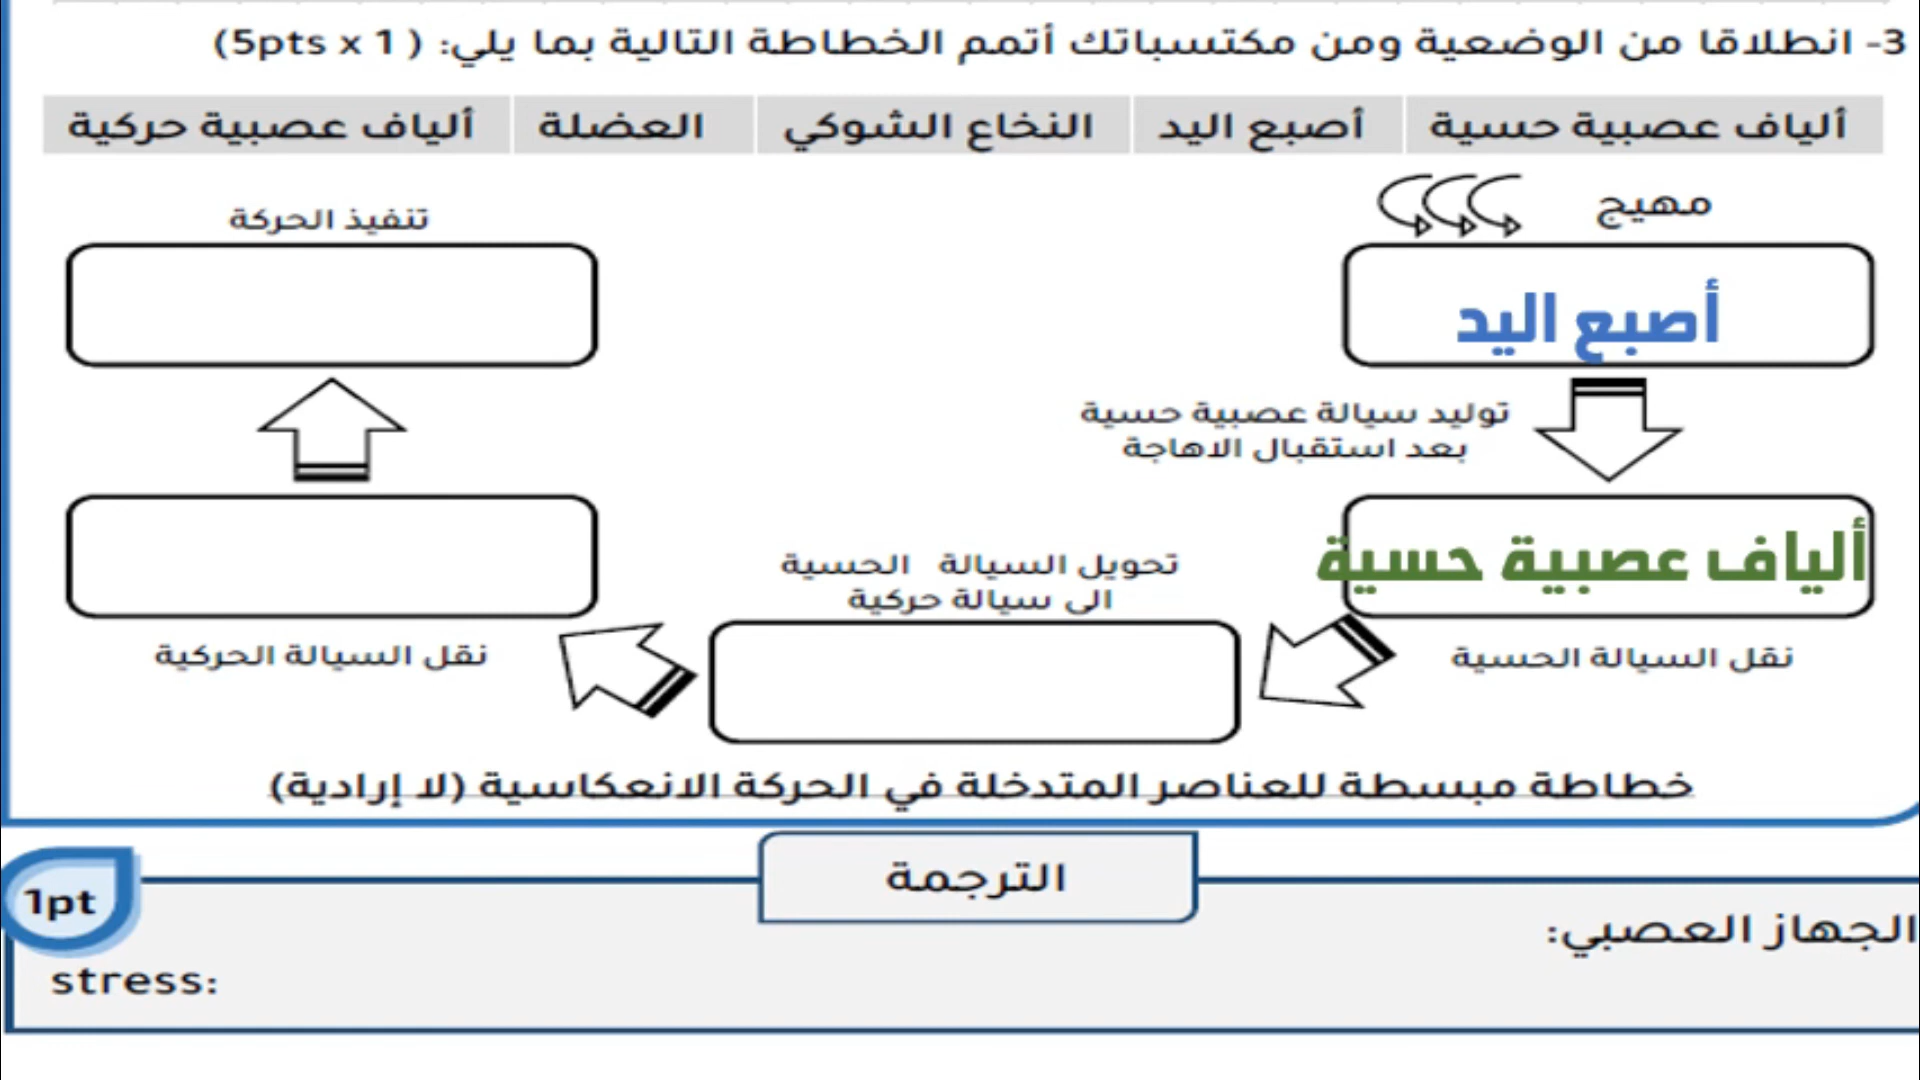 3- انطلاقا من الوضعية ومن مكتسباتك أتمم الخطاطة التالية بما يلي: ( 5pts x 1)
ألياف عصبية حسية
أصبع اليد
النخاع الشوكي
العضلة
ألياف عصبية حركية
مهيج
تنفيذ الحركة
أصبع اليد
توليد سيالة عصبية حسية
بعد استقبال الاهاجة
ألياف عصبية حسية
تحويل السيالة الحسية
الى سيالة حركية
نقل السيالة الحسية
نقل السيالة الحركية
خطاطة مبسطة للعناصر المتدخلة في الحركة الانعكاسية (لا إرادية)
الترجمة
1pt
الجهاز العصبي:
stress: